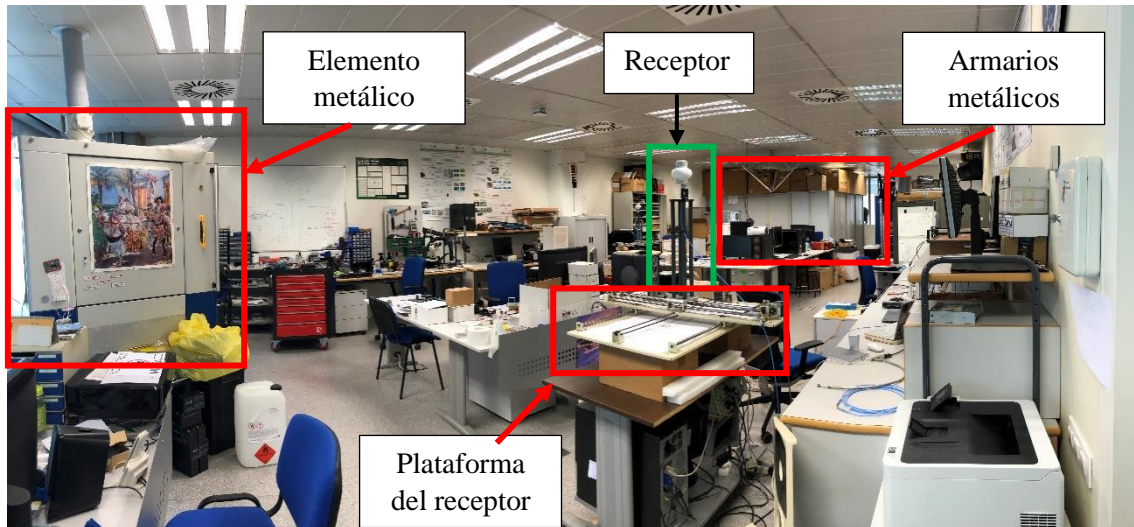 Elemento
metálico
Receptor
Armarios
metálicos
Plataforma
del receptor